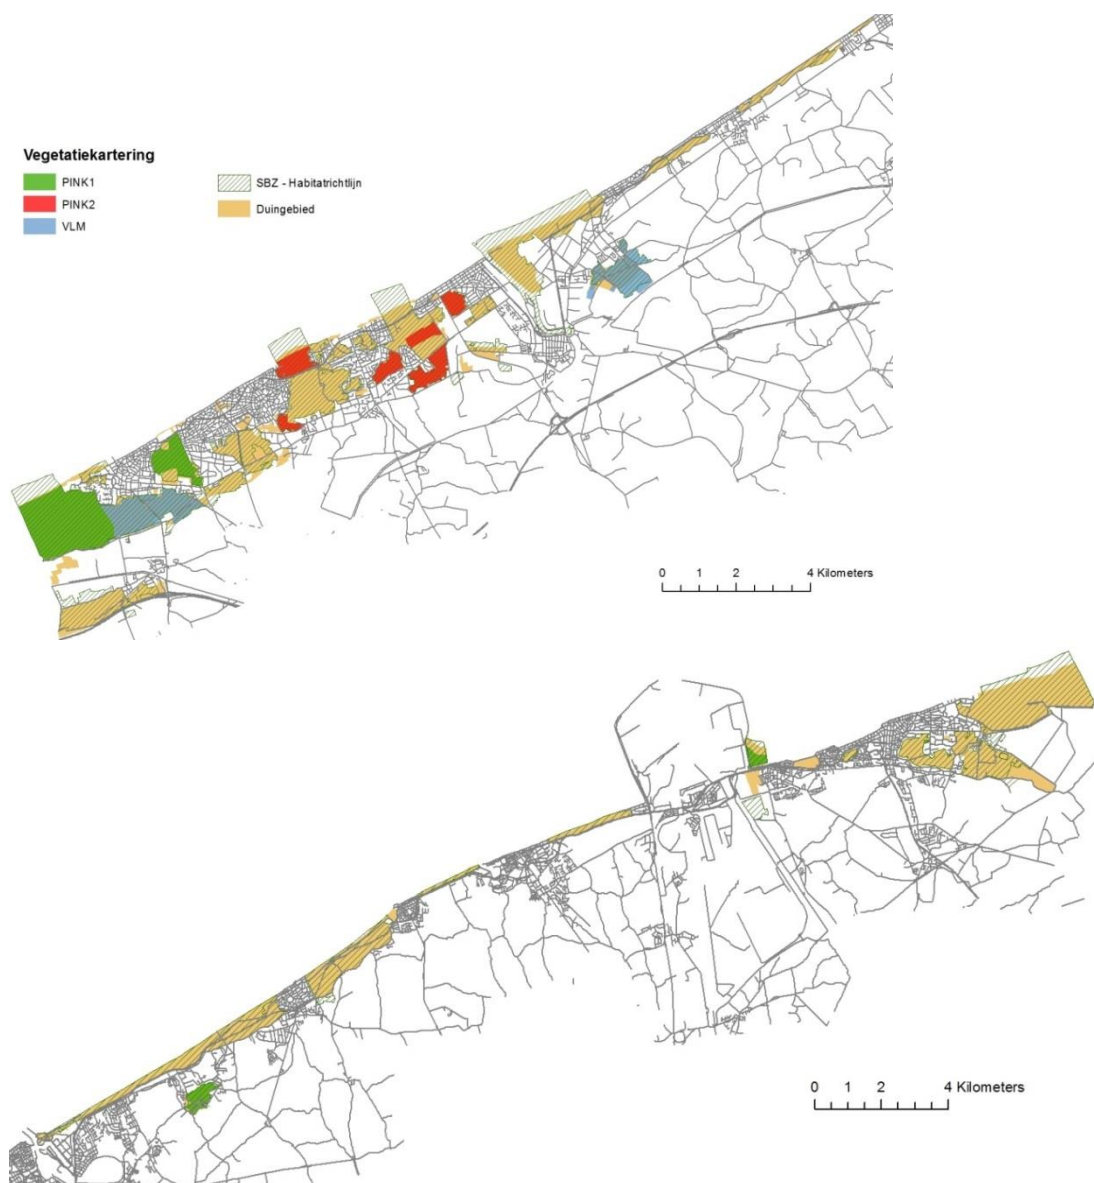 Vegetatiekartering
PINK1
SBZ - Habitatrichtlijn
PINK2
Duingebied
VLM
0 1 2 4 Kilometers
0 1 2 4 Kilometers